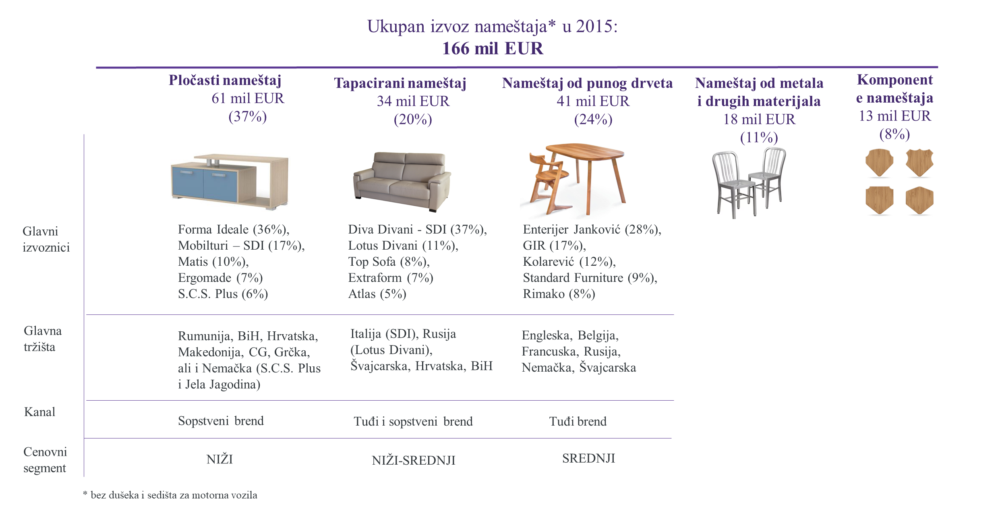 Ukupan izvoz nameštaja* u 2015:
166 mil EUR
Pločasti nameštaj
61 mil EUR
(37%)
Tapacirani nameštaj
34 mil EUR
(20%)
Nameštaj od punog drveta
41 mil EUR
(24%)
Nameštaj od metala
i drugih materijala
18 mil EUR
(11%)
Komponent
e nameštaja
13 mil EUR
(8%)
Glavni
izvoznici
Forma Ideale (36%),
Mobilturi – SDI (17%),
Matis (10%),
Ergomade (7%)
S.C.S. Plus (6%)
Diva Divani - SDI (37%),
Lotus Divani (11%),
Top Sofa (8%),
Extraform (7%)
Atlas (5%)
Enterijer Janković (28%),
GIR (17%),
Kolarević (12%),
Standard Furniture (9%),
Rimako (8%)
Glavna
tržišta
Rumunija, BiH, Hrvatska,
Makedonija, CG, Grčka,
ali i Nemačka (S.C.S. Plus
i Jela Jagodina)
Italija (SDI), Rusija
(Lotus Divani),
Švajcarska, Hrvatska, BiH
Engleska, Belgija,
Francuska, Rusija,
Nemačka, Švajcarska
Kanal
Sopstveni brend
Tuđi i sopstveni brend
Tuđi brend
Cenovni
segment
NIŽI
NIŽI-SREDNJI
SREDNJI
* bez dušeka i sedišta za motorna vozila